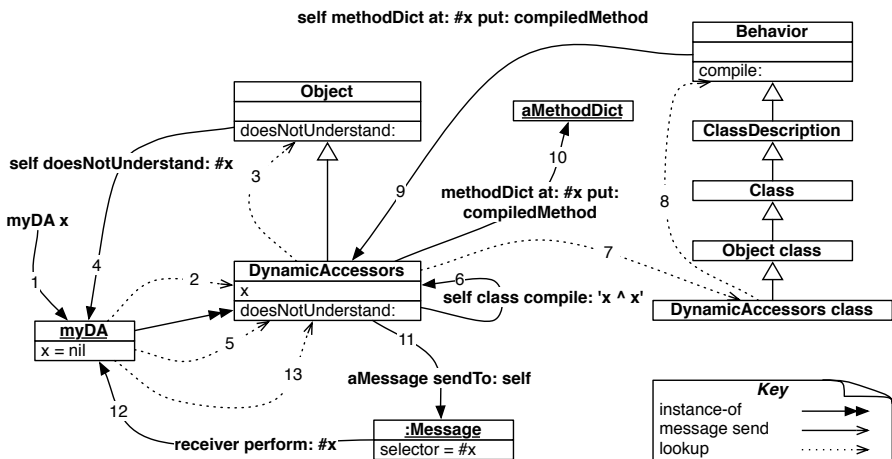 self methodDict at: #x put: compiledMethod
Behavior
compile:
Object
doesNotUnderstand:
aMethodDict
ClassDescription
self doesNotUnderstand: #x
3
9
10
methodDict at: #x put:
compiledMethod
Class
8
myDA x
Object class
1
4
2
DynamicAccessors
x
doesNotUnderstand:
6
7
self class compile: 'x ^ x'
DynamicAccessors class
myDA
x = nil
5
13
11
aMessage sendTo: self
12
receiver perform: #x
:Message
selector = #x
Key
instance-of
message send
lookup